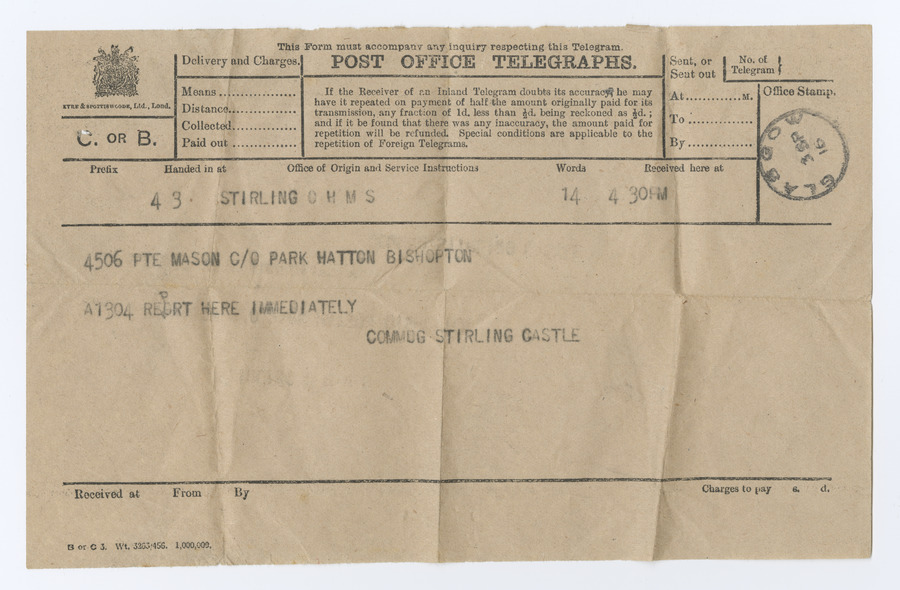 This Form must accompany any inquiry respecting this Telegram.
POST OFFICE TELEGRAPHS.
EYRE & SPOTTISWOODE, Ltd., Lond.
C. OR B.
Delivery and Charges.
Means
Distance
Collected
Paid out
If the Receiver of an Inland Telegram doubts its accuracy he may
have it repeated on payment of half the amount originally paid for its
transmission, any fraction of 1d. less than ½d. being reckoned as ½d.;
and if it be found that there was any inaccuracy, the amount paid for
repetition will be refunded. Special conditions are applicable to the
repetition of Foreign Telegrams.
Sent, or
Sent out
No. of
Telegram
At M.
To
By
Office Stamp.
GLASGOW
3 SP
16
Prefix Handed in at Office of Origin and Service Instructions Words Received here at
43 STIRLING O H M S 14 4 30PM
4506 PTE MASON C/O PARK HATTON BISHOPTON
A1304 REPORT HERE IMMEDIATELY
COMMDG STIRLING CASTLE
Received at From By Charges to pay s. d.
B or C 3. Wt. 3253/456. 1,000,000.